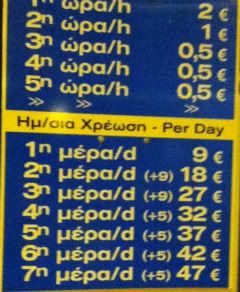 1η ώρα/h 2 €
2η ώρα/h 1 €
3η ώρα/h 0,5 €
4η ώρα/h 0,5 €
5η ώρα/h 0,5 €
» » »
Ημ/σια Χρέωση - Per Day
1η μέρα/d 9 €
2η μέρα/d (+9) 18 €
3η μέρα/d (+9) 27 €
4η μέρα/d (+5) 32 €
5η μέρα/d (+5) 37 €
6η μέρα/d (+5) 42 €
7η μέρα/d (+5) 47 €